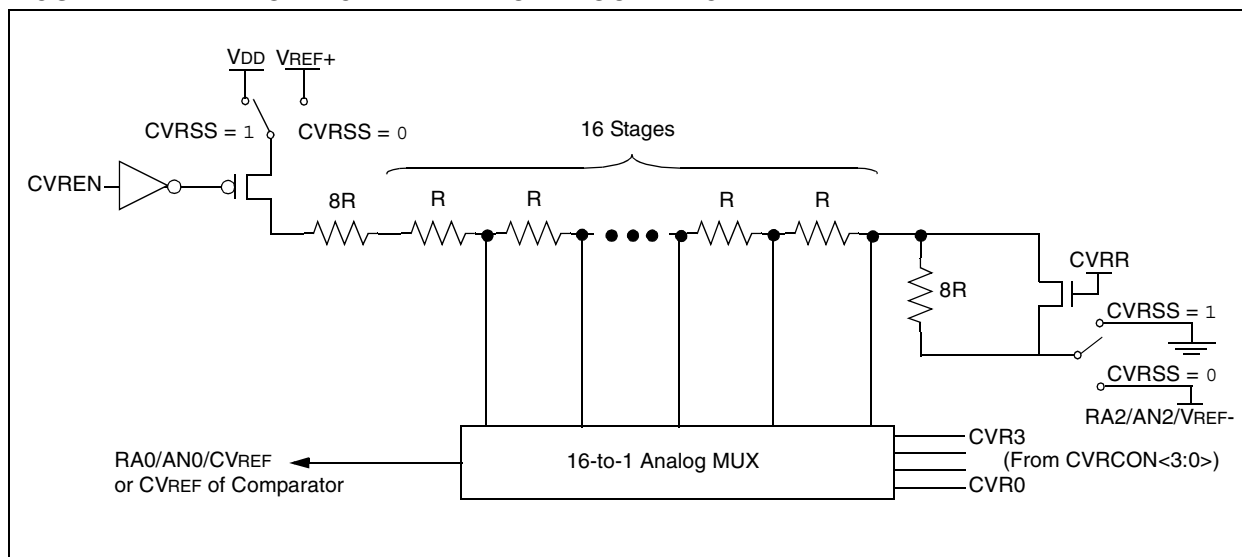 VDD VREF+
CVRSS = 1 CVRSS = 0
16 Stages
CVREN
8R R R R R
CVRR
8R
CVRSS = 1
CVRSS = 0
RA2/AN2/VREF-
16-to-1 Analog MUX
CVR3
(From CVRCON<3:0>)
CVR0
RA0/AN0/CVREF
or CVREF of Comparator